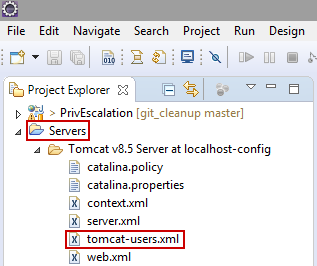 File Edit Navigate Search Project Run Design
Project Explorer
> PrivEscalation [git_cleanup master]
Servers
Tomcat v8.5 Server at localhost-config
catalina.policy
catalina.properties
context.xml
server.xml
tomcat-users.xml
web.xml